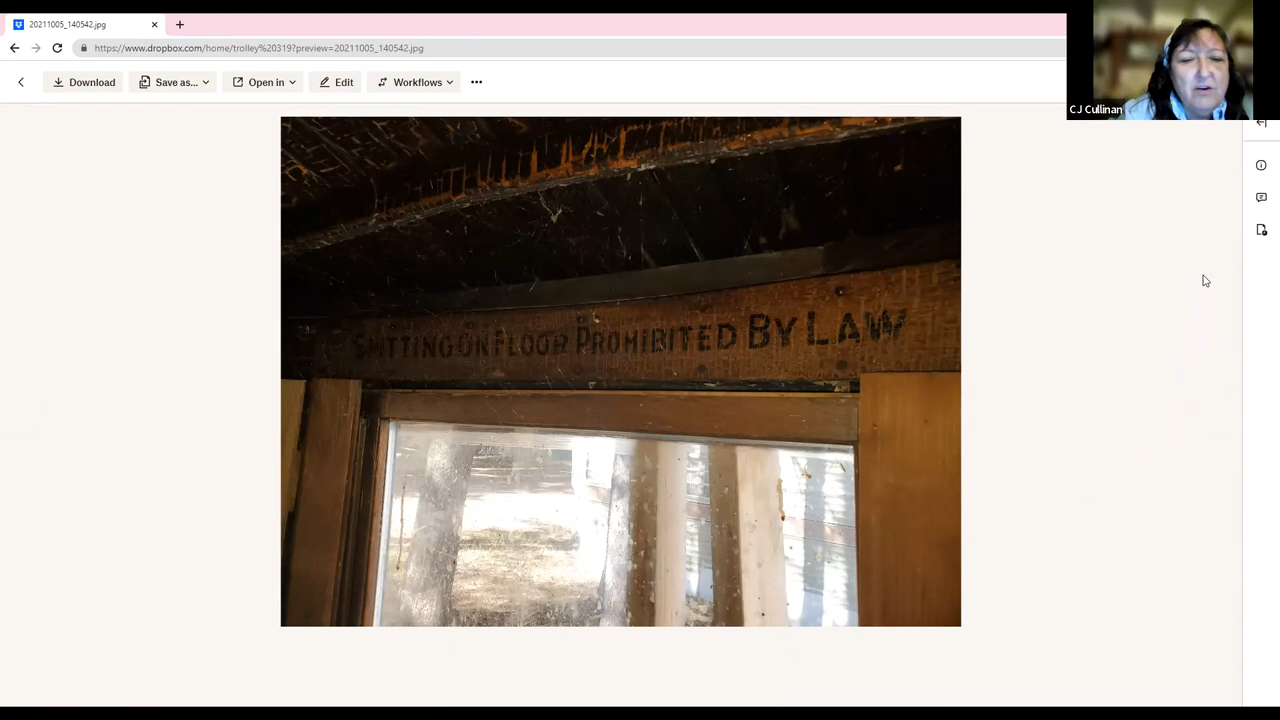 20211005_140542.jpg
https://www.dropbox.com/home/trolley%20319?preview=20211005_140542.jpg
Download
Save as...
Open in
Edit
Workflows
CJ Cullinan
SPITTING ON FLOOR PROHIBITED BY LAW